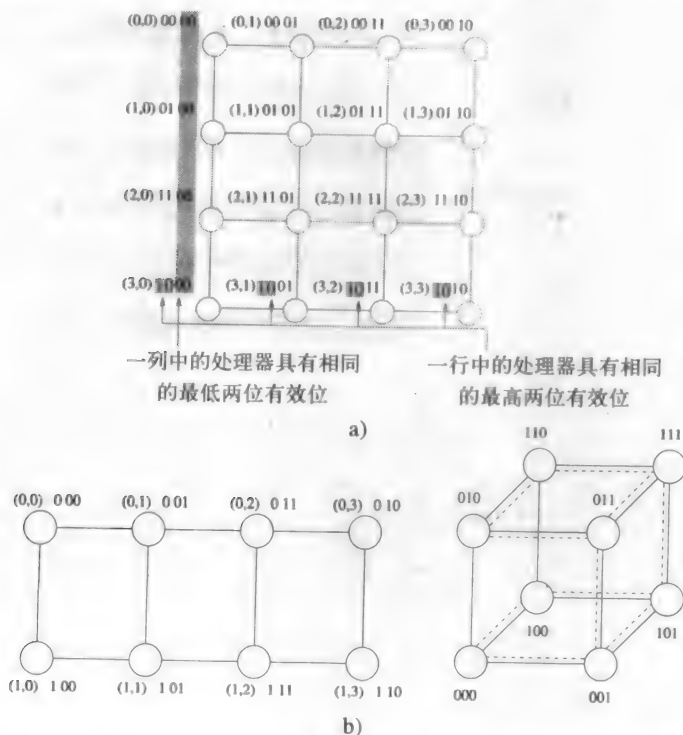 (0,0) 00 00 (0,1) 00 01 (0,2) 00 11 (0,3) 00 10
(1,0) 01 00 (1,1) 01 01 (1,2) 01 11 (1,3) 01 10
(2,0) 11 00 (2,1) 11 01 (2,2) 11 11 (2,3) 11 10
(3,0) 10 00 (3,1) 10 01 (3,2) 10 11 (3,3) 10 10
一列中的处理器具有相同 一行中的处理器具有相同
的最低两位有效位 的最高两位有效位
a)
110 111
(0,0) 0 00 (0,1) 0 01 (0,2) 0 11 (0,3) 0 10 010 011
100 101
(1,0) 1 00 (1,1) 1 01 (1,2) 1 11 (1,3) 1 10 000 001
b)